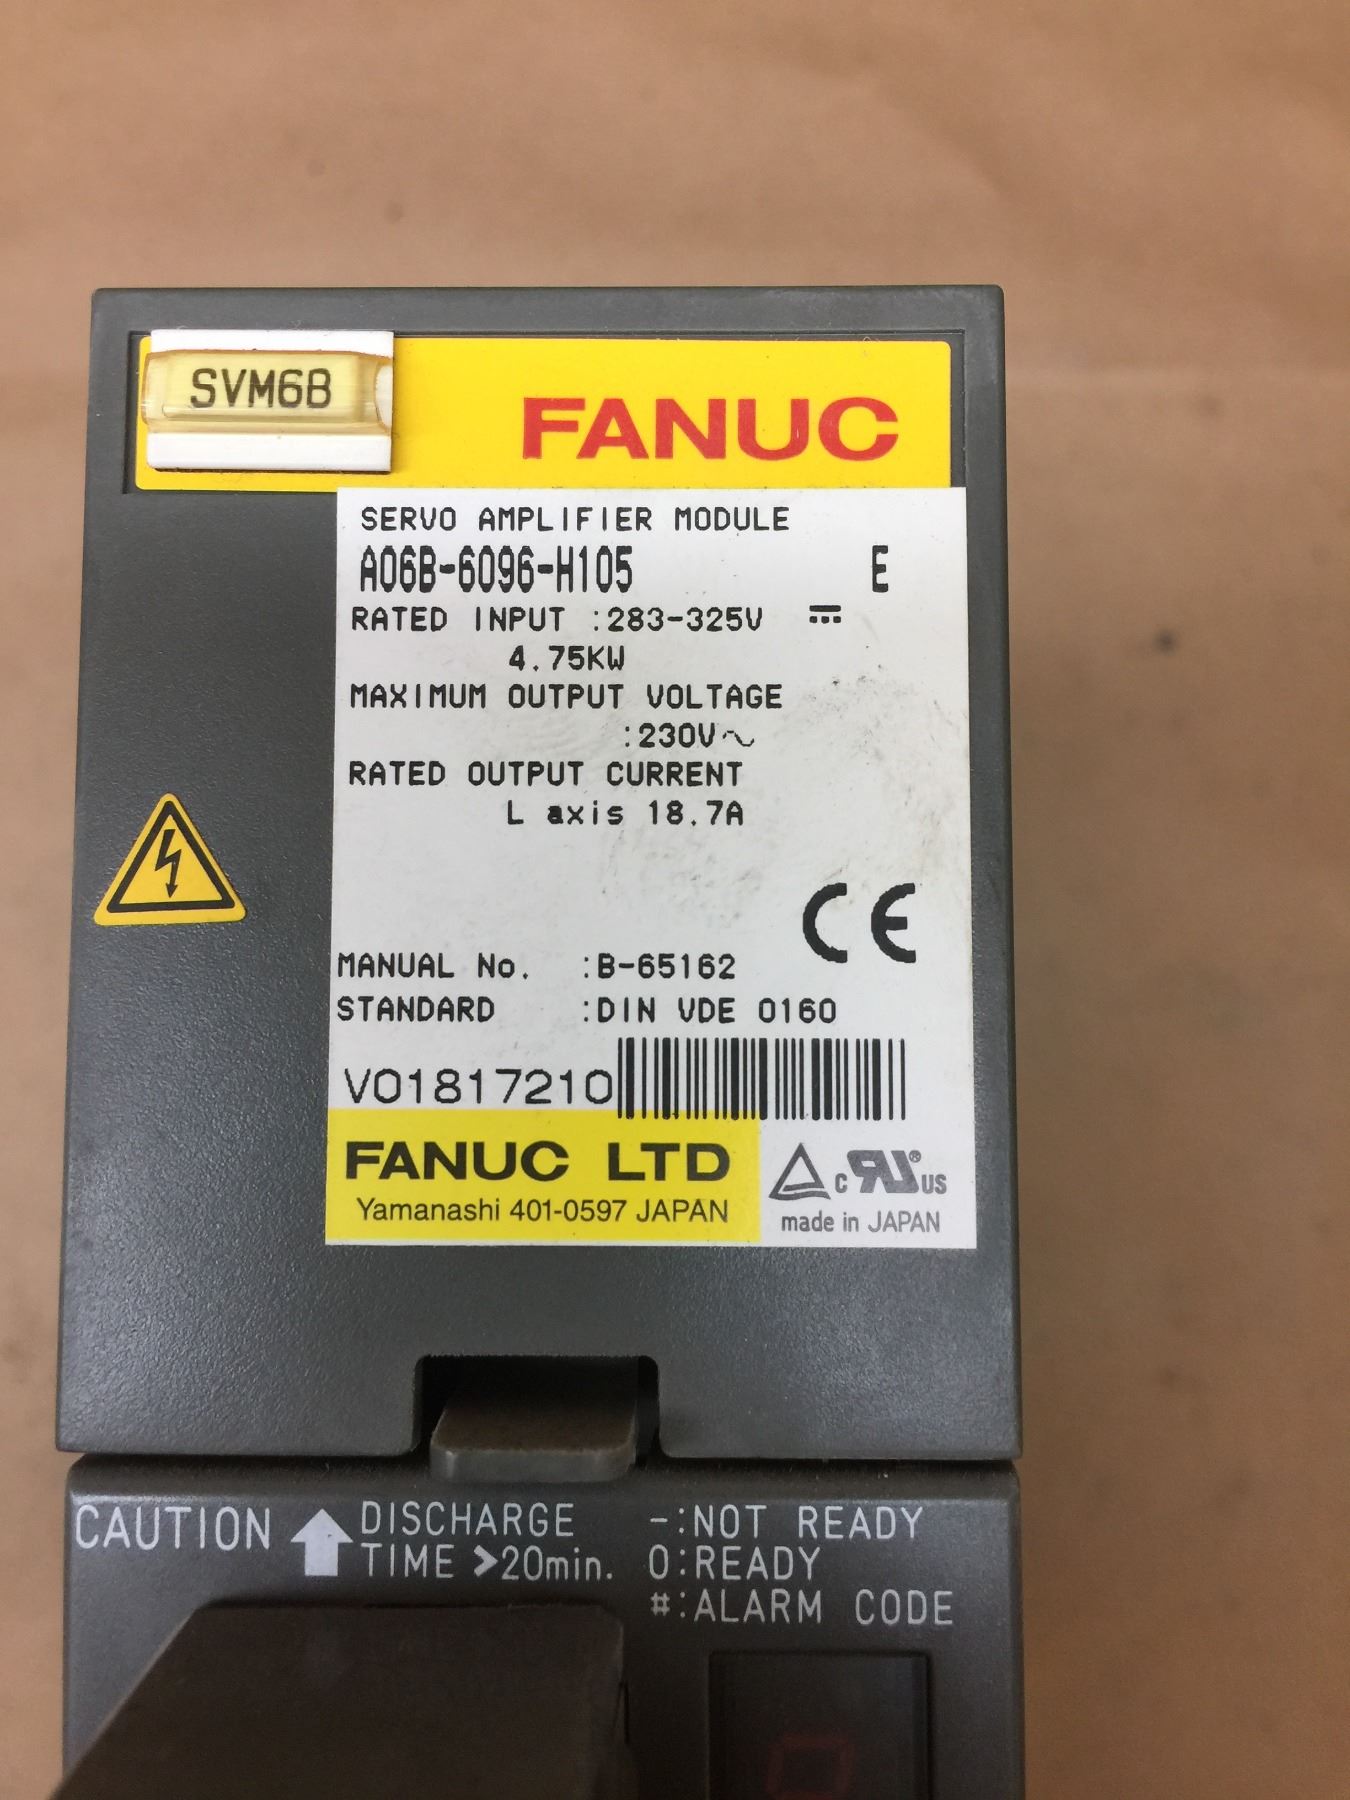 SVM6B
FANUC
SERVO AMPLIFIER MODULE
A06B-6096-H105 E
RATED INPUT :283-325V
4.75KW
MAXIMUM OUTPUT VOLTAGE
:230V~
RATED OUTPUT CURRENT
L axis 18.7A
CE
MANUAL No. :B-65162
STANDARD :DIN VDE 0160
V01817210
FANUC LTD
Yamanashi 401-0597 JAPAN
c RU® US
made in JAPAN
CAUTION
DISCHARGE
TIME >20min.
-:NOT READY
0:READY
#:ALARM CODE